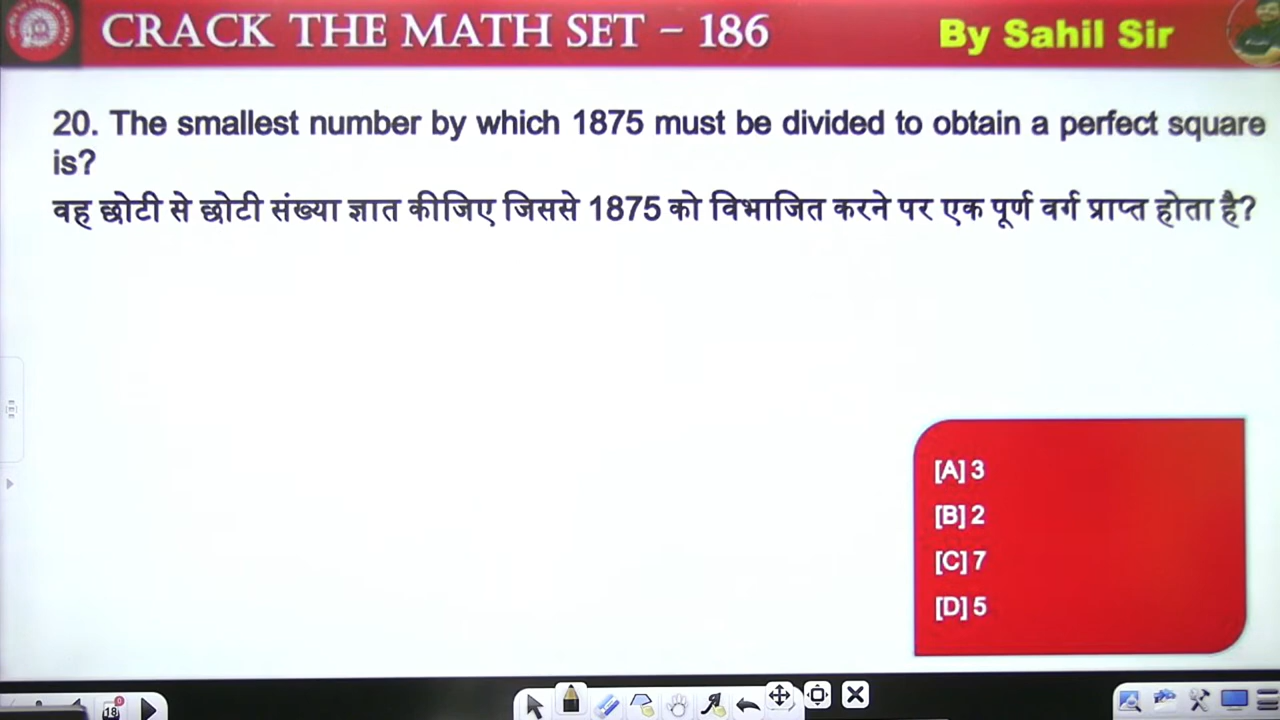 CRACK THE MATH SET – 186
By Sahil Sir
20. The smallest number by which 1875 must be divided to obtain a perfect square
is?
वह छोटी से छोटी संख्या ज्ञात कीजिए जिससे 1875 को विभाजित करने पर एक पूर्ण वर्ग प्राप्त होता है?
[A] 3
[B] 2
[C] 7
[D] 5
18